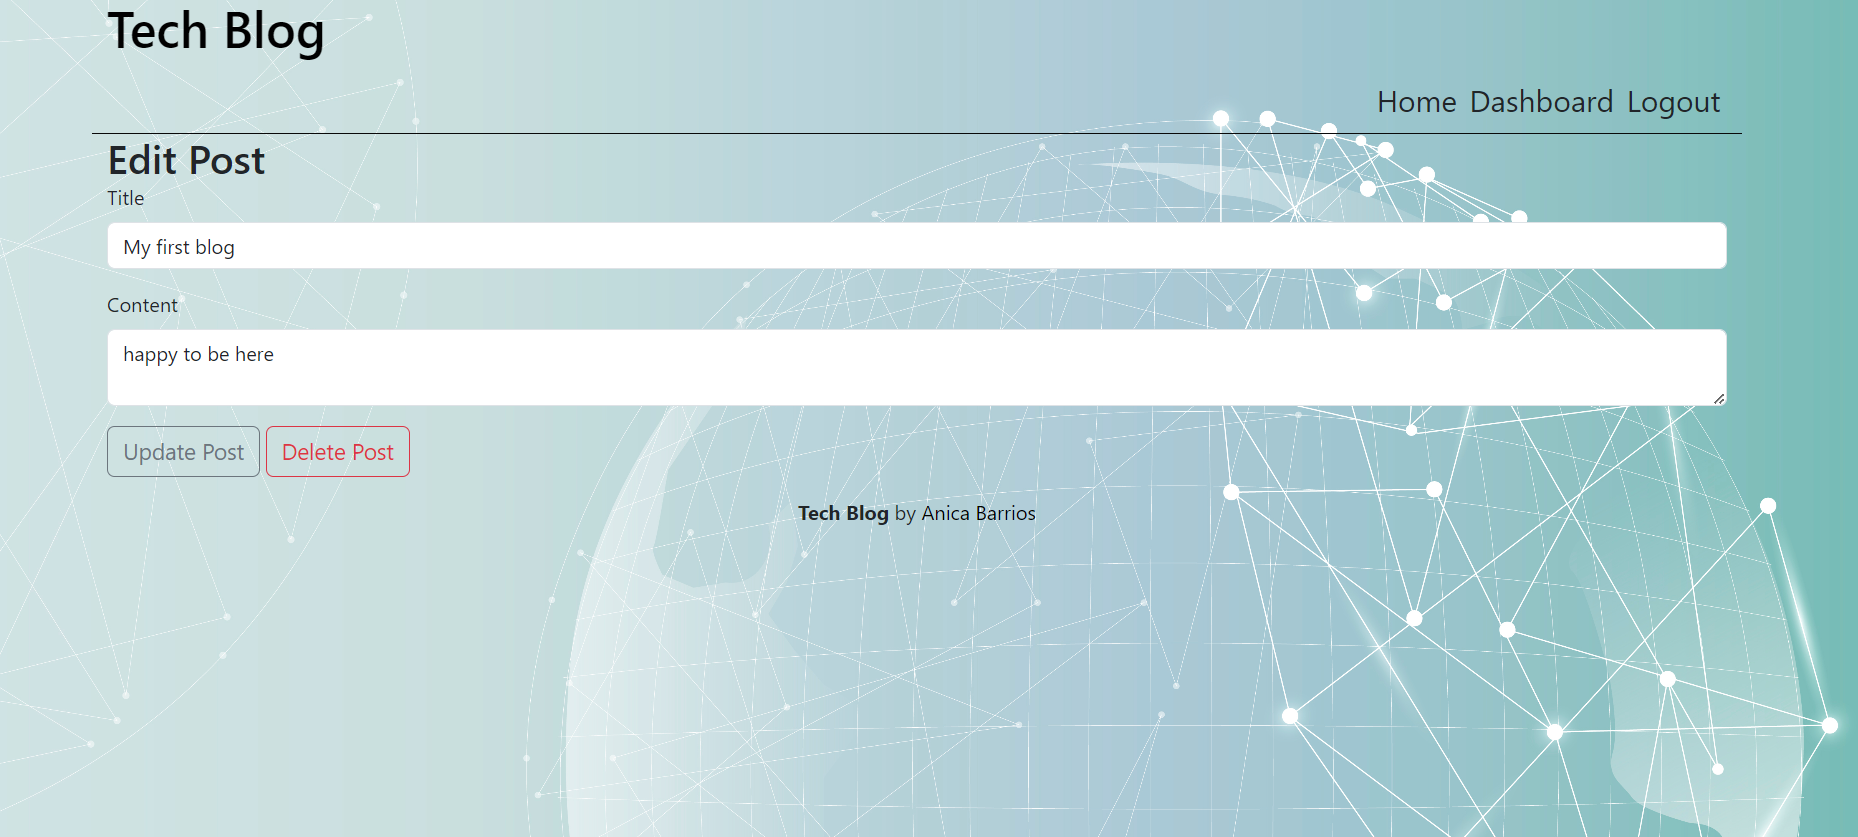 Tech Blog
Home Dashboard Logout
Edit Post
Title
My first blog
Content
happy to be here
Update Post Delete Post
Tech Blog by Anica Barrios